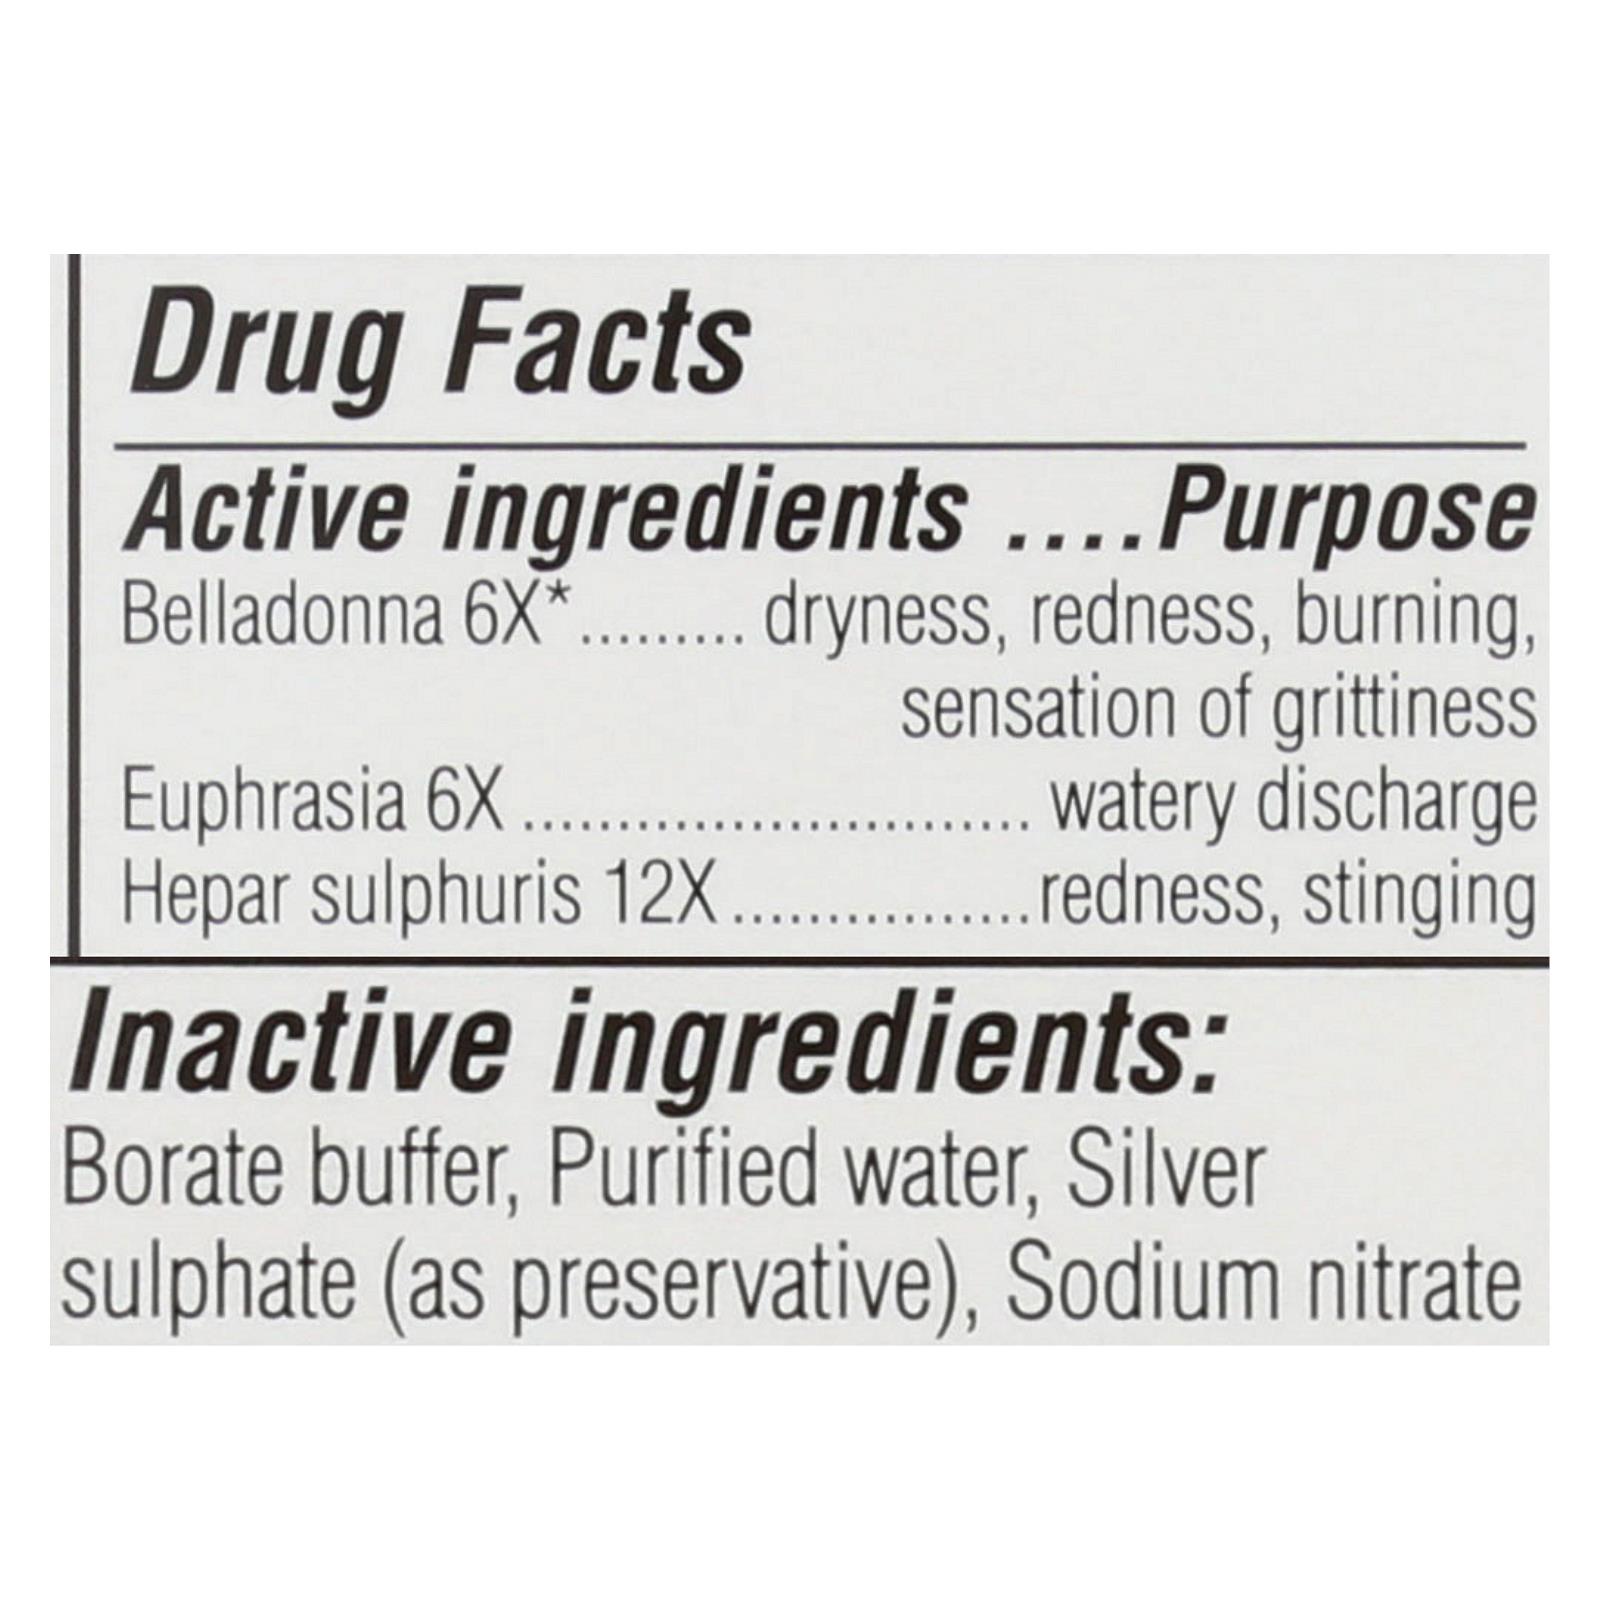 Drug Facts
Active ingredients ....Purpose
Belladonna 6X* ......... dryness, redness, burning,
sensation of grittiness
Euphrasia 6X ............................ watery discharge
Hepar sulphuris 12X ................ redness, stinging
Inactive ingredients:
Borate buffer, Purified water, Silver
sulphate (as preservative), Sodium nitrate